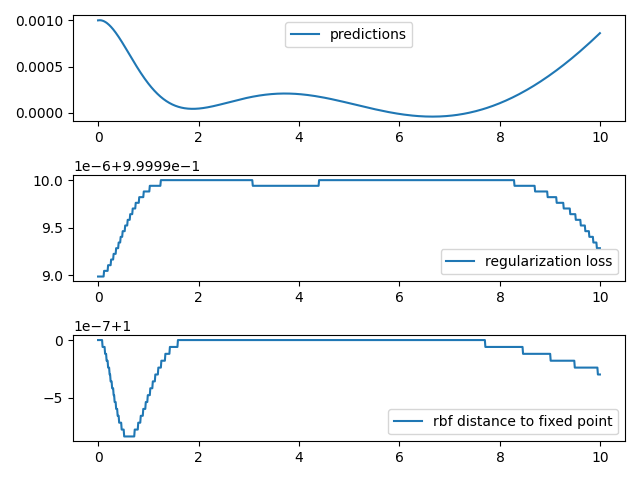 0.0010
0.0005
0.0000
predictions
0 2 4 6 8 10
1e−6+9.9999e−1
10.0
9.5
9.0
regularization loss
0 2 4 6 8 10
1e−7+1
0
−5
rbf distance to fixed point
0 2 4 6 8 10